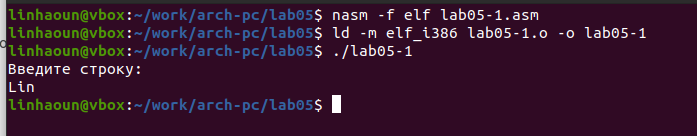 linhaoun@vbox:~/work/arch-pc/lab05$ nasm -f elf lab05-1.asm
linhaoun@vbox:~/work/arch-pc/lab05$ ld -m elf_i386 lab05-1.o -o lab05-1
linhaoun@vbox:~/work/arch-pc/lab05$ ./lab05-1
Введите строку:
Lin
linhaoun@vbox:~/work/arch-pc/lab05$